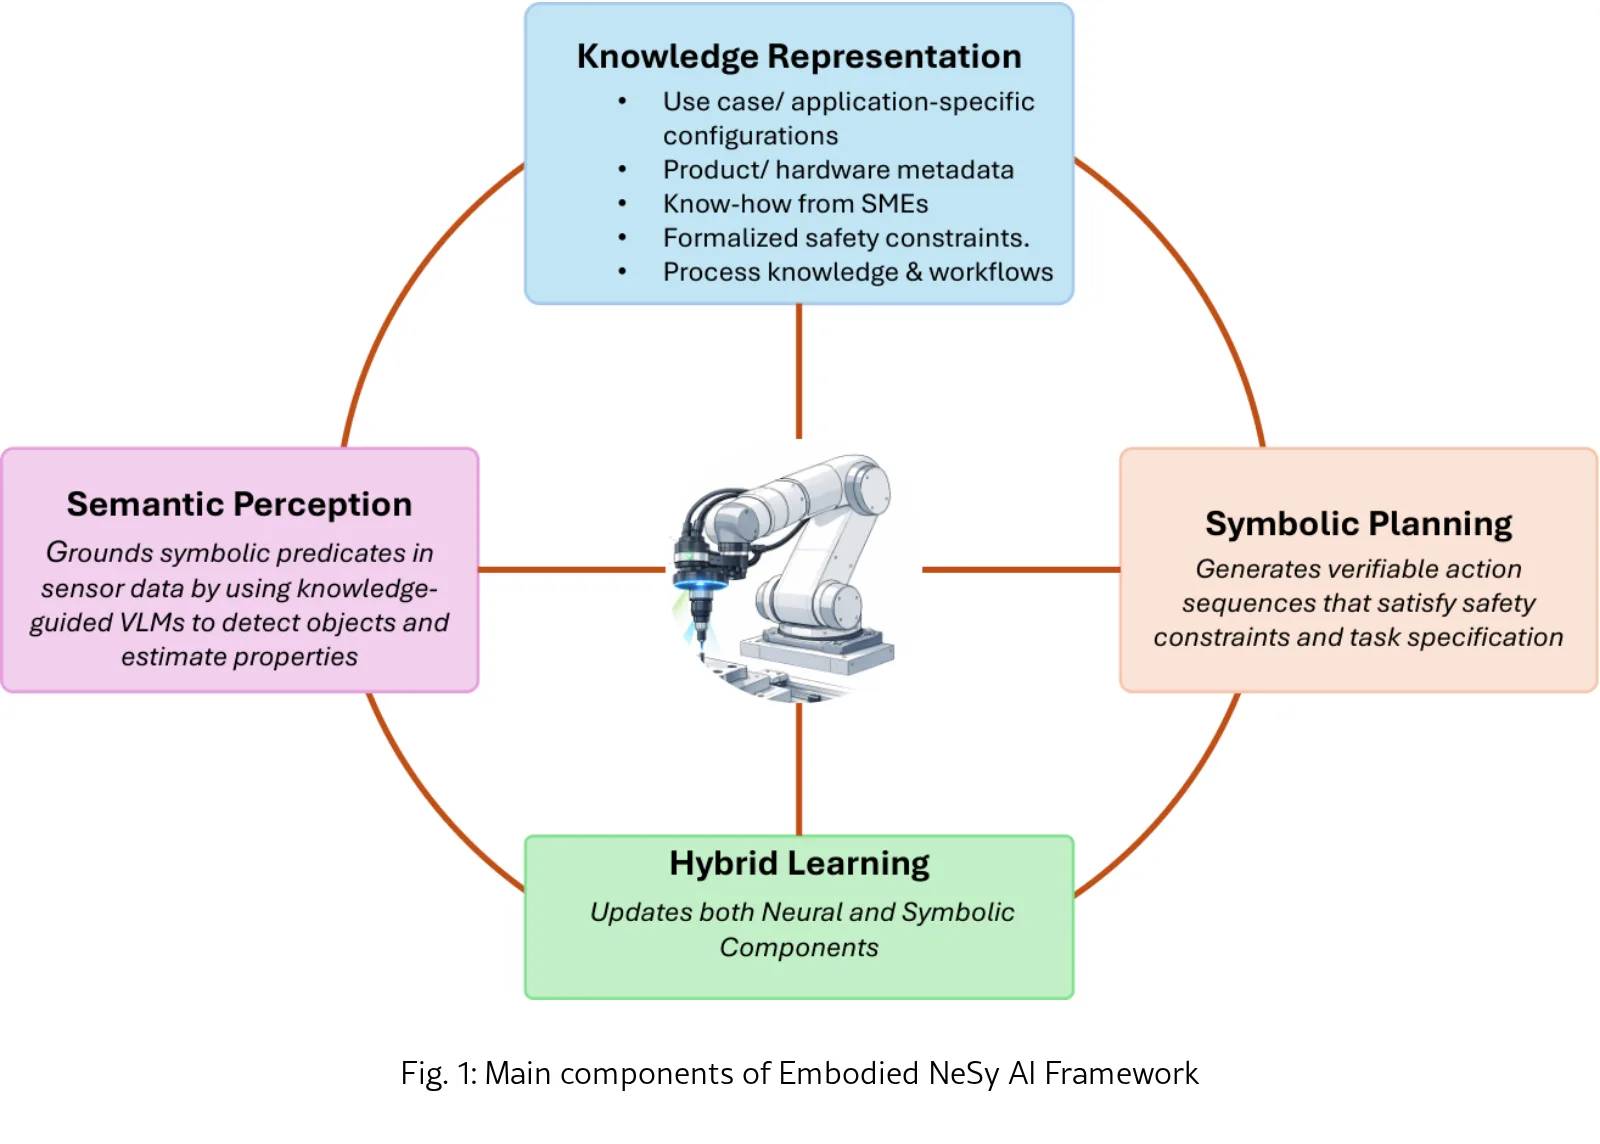 Knowledge Representation
• Use case/ application-specific
configurations
• Product/ hardware metadata
• Know-how from SMEs
• Formalized safety constraints.
• Process knowledge & workflows
Semantic Perception
Grounds symbolic predicates in
sensor data by using knowledge-
guided VLMs to detect objects and
estimate properties
Symbolic Planning
Generates verifiable action
sequences that satisfy safety
constraints and task specification
Hybrid Learning
Updates both Neural and Symbolic
Components
Fig. 1: Main components of Embodied NeSy AI Framework